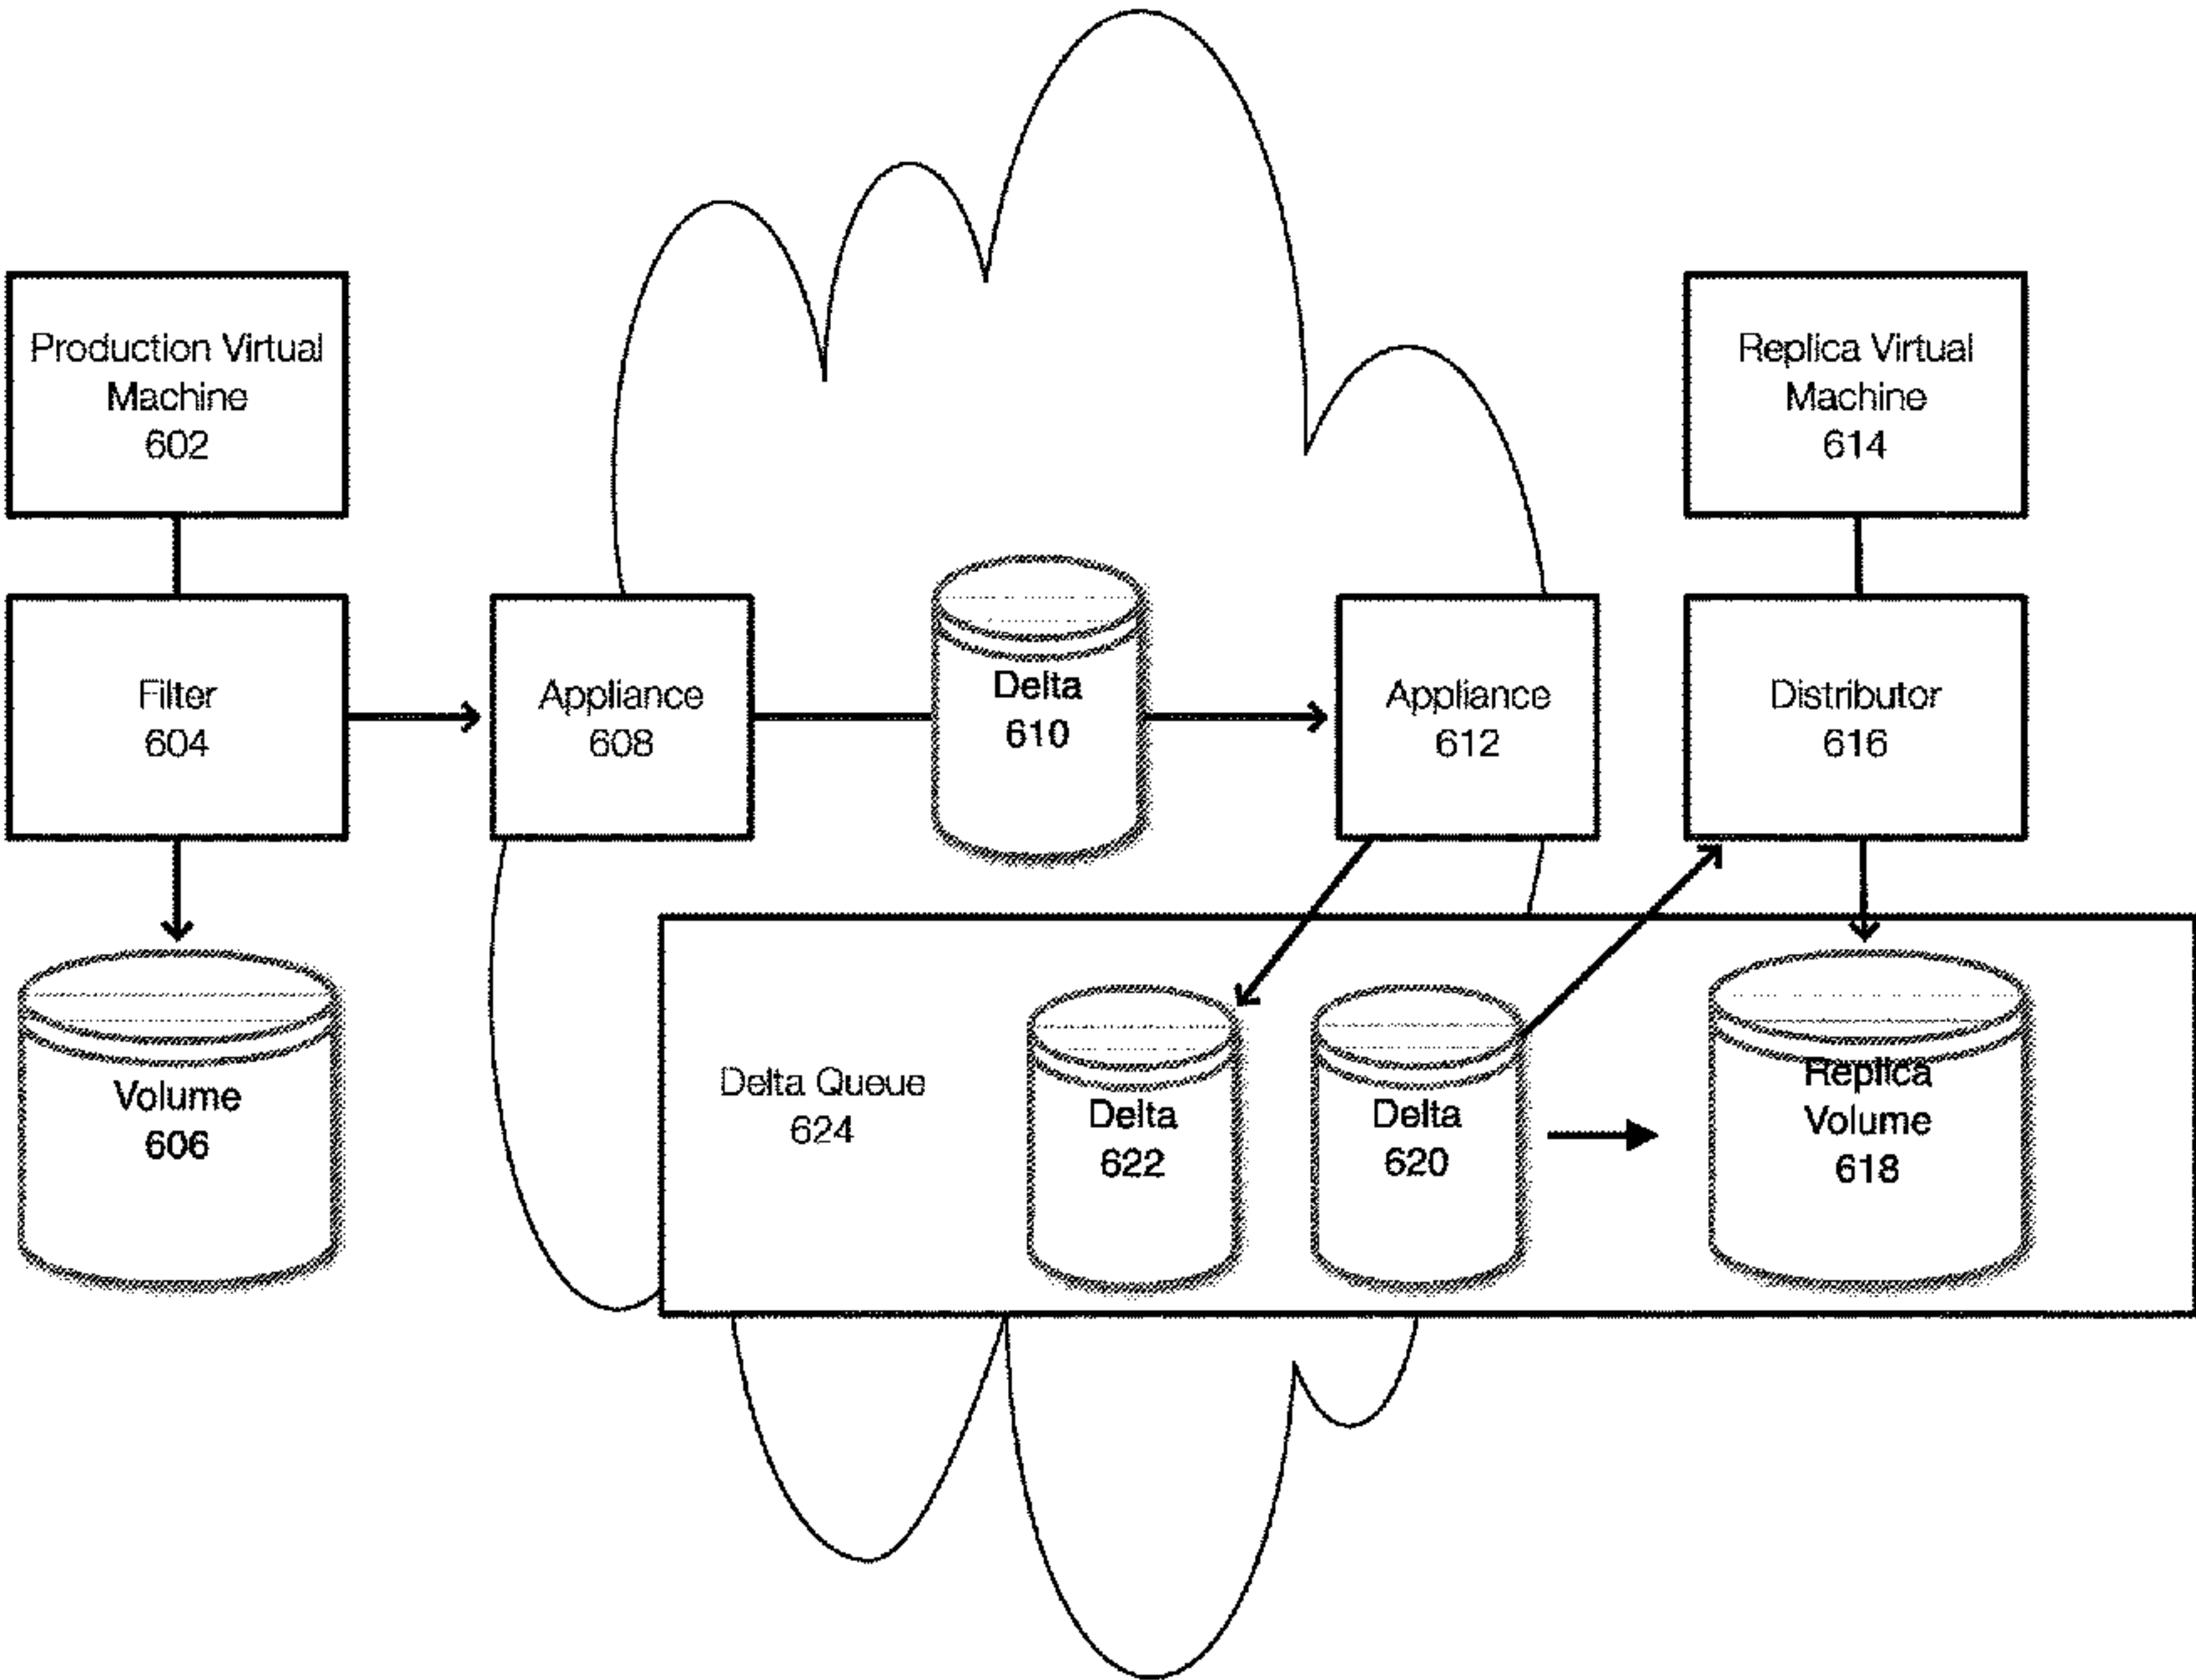 Production Virtual
Machine
602
Replica Virtual
Machine
614
Filter
604
Appliance
608
Delta
610
Appliance
612
Distributor
616
Volume
606
Delta Queue
624
Delta
622
Delta
620
Replica
Volume
618